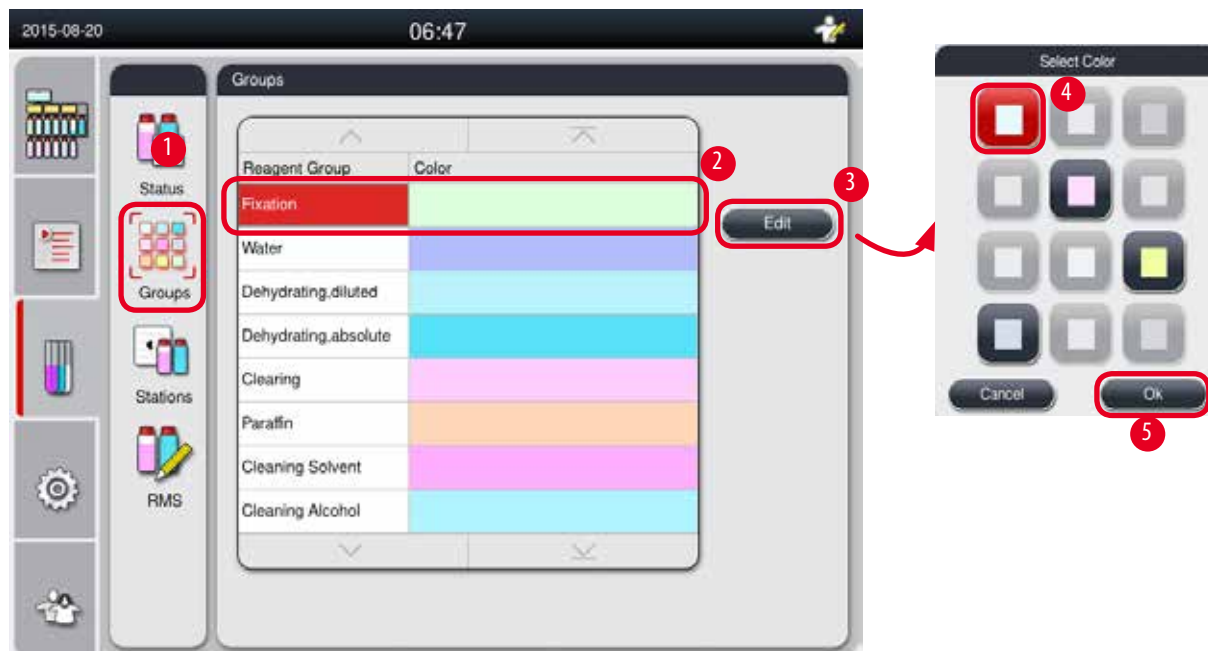 2015-08-20
06:47
1
Status
Groups
Stations
RMS
Groups
Reagent Group Color
Fixation
Water
Dehydrating,diluted
Dehydrating,absolute
Clearing
Paraffin
Cleaning Solvent
Cleaning Alcohol
2
3
Edit
Select Color
4
Cancel Ok
5